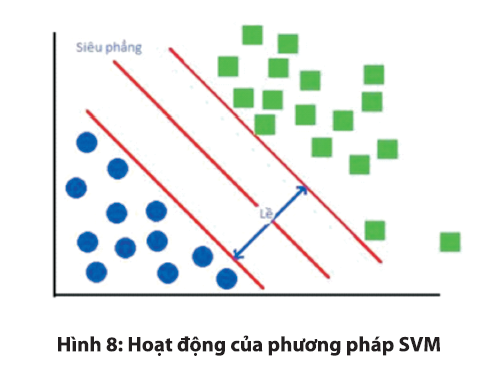 Siêu phẳng
Lề
Hình 8: Hoạt động của phương pháp SVM